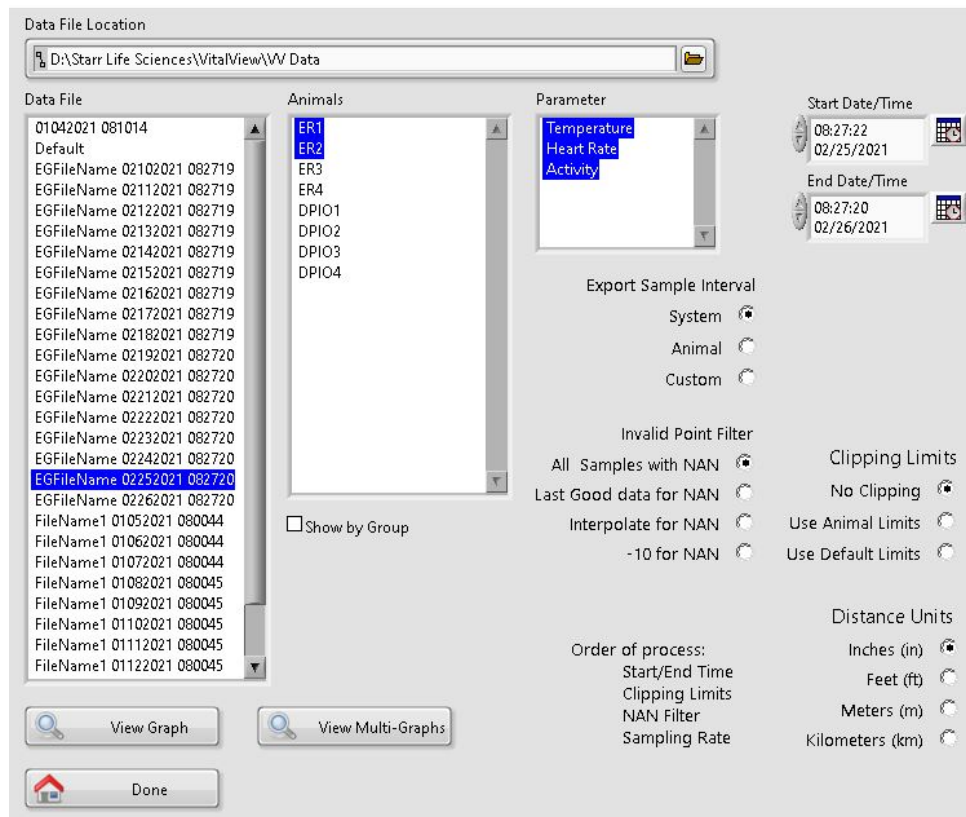 Data File Location
D:\Starr Life Sciences\VitalView\VV Data
Data File
01042021 081014
Default
EGFileName 02102021 082719
EGFileName 02112021 082719
EGFileName 02122021 082719
EGFileName 02132021 082719
EGFileName 02142021 082719
EGFileName 02152021 082719
EGFileName 02162021 082719
EGFileName 02172021 082719
EGFileName 02182021 082719
EGFileName 02192021 082720
EGFileName 02202021 082720
EGFileName 02212021 082720
EGFileName 02222021 082720
EGFileName 02232021 082720
EGFileName 02242021 082720
EGFileName 02252021 082720
EGFileName 02262021 082720
FileName1 01052021 080044
FileName1 01062021 080044
FileName1 01072021 080044
FileName1 01082021 080045
FileName1 01092021 080045
FileName1 01102021 080045
FileName1 01112021 080045
FileName1 01122021 080045
Animals
ER1
ER2
ER3
ER4
DPIO1
DPIO2
DPIO3
DPIO4
Show by Group
Parameter
Temperature
Heart Rate
Activity
Start Date/Time
08:27:22
02/25/2021
End Date/Time
08:27:20
02/26/2021
Export Sample Interval
System
Animal
Custom
Invalid Point Filter
All Samples with NAN
Last Good data for NAN
Interpolate for NAN
-10 for NAN
Clipping Limits
No Clipping
Use Animal Limits
Use Default Limits
Order of process:
Start/End Time
Clipping Limits
NAN Filter
Sampling Rate
Distance Units
Inches (in)
Feet (ft)
Meters (m)
Kilometers (km)
View Graph
View Multi-Graphs
Done